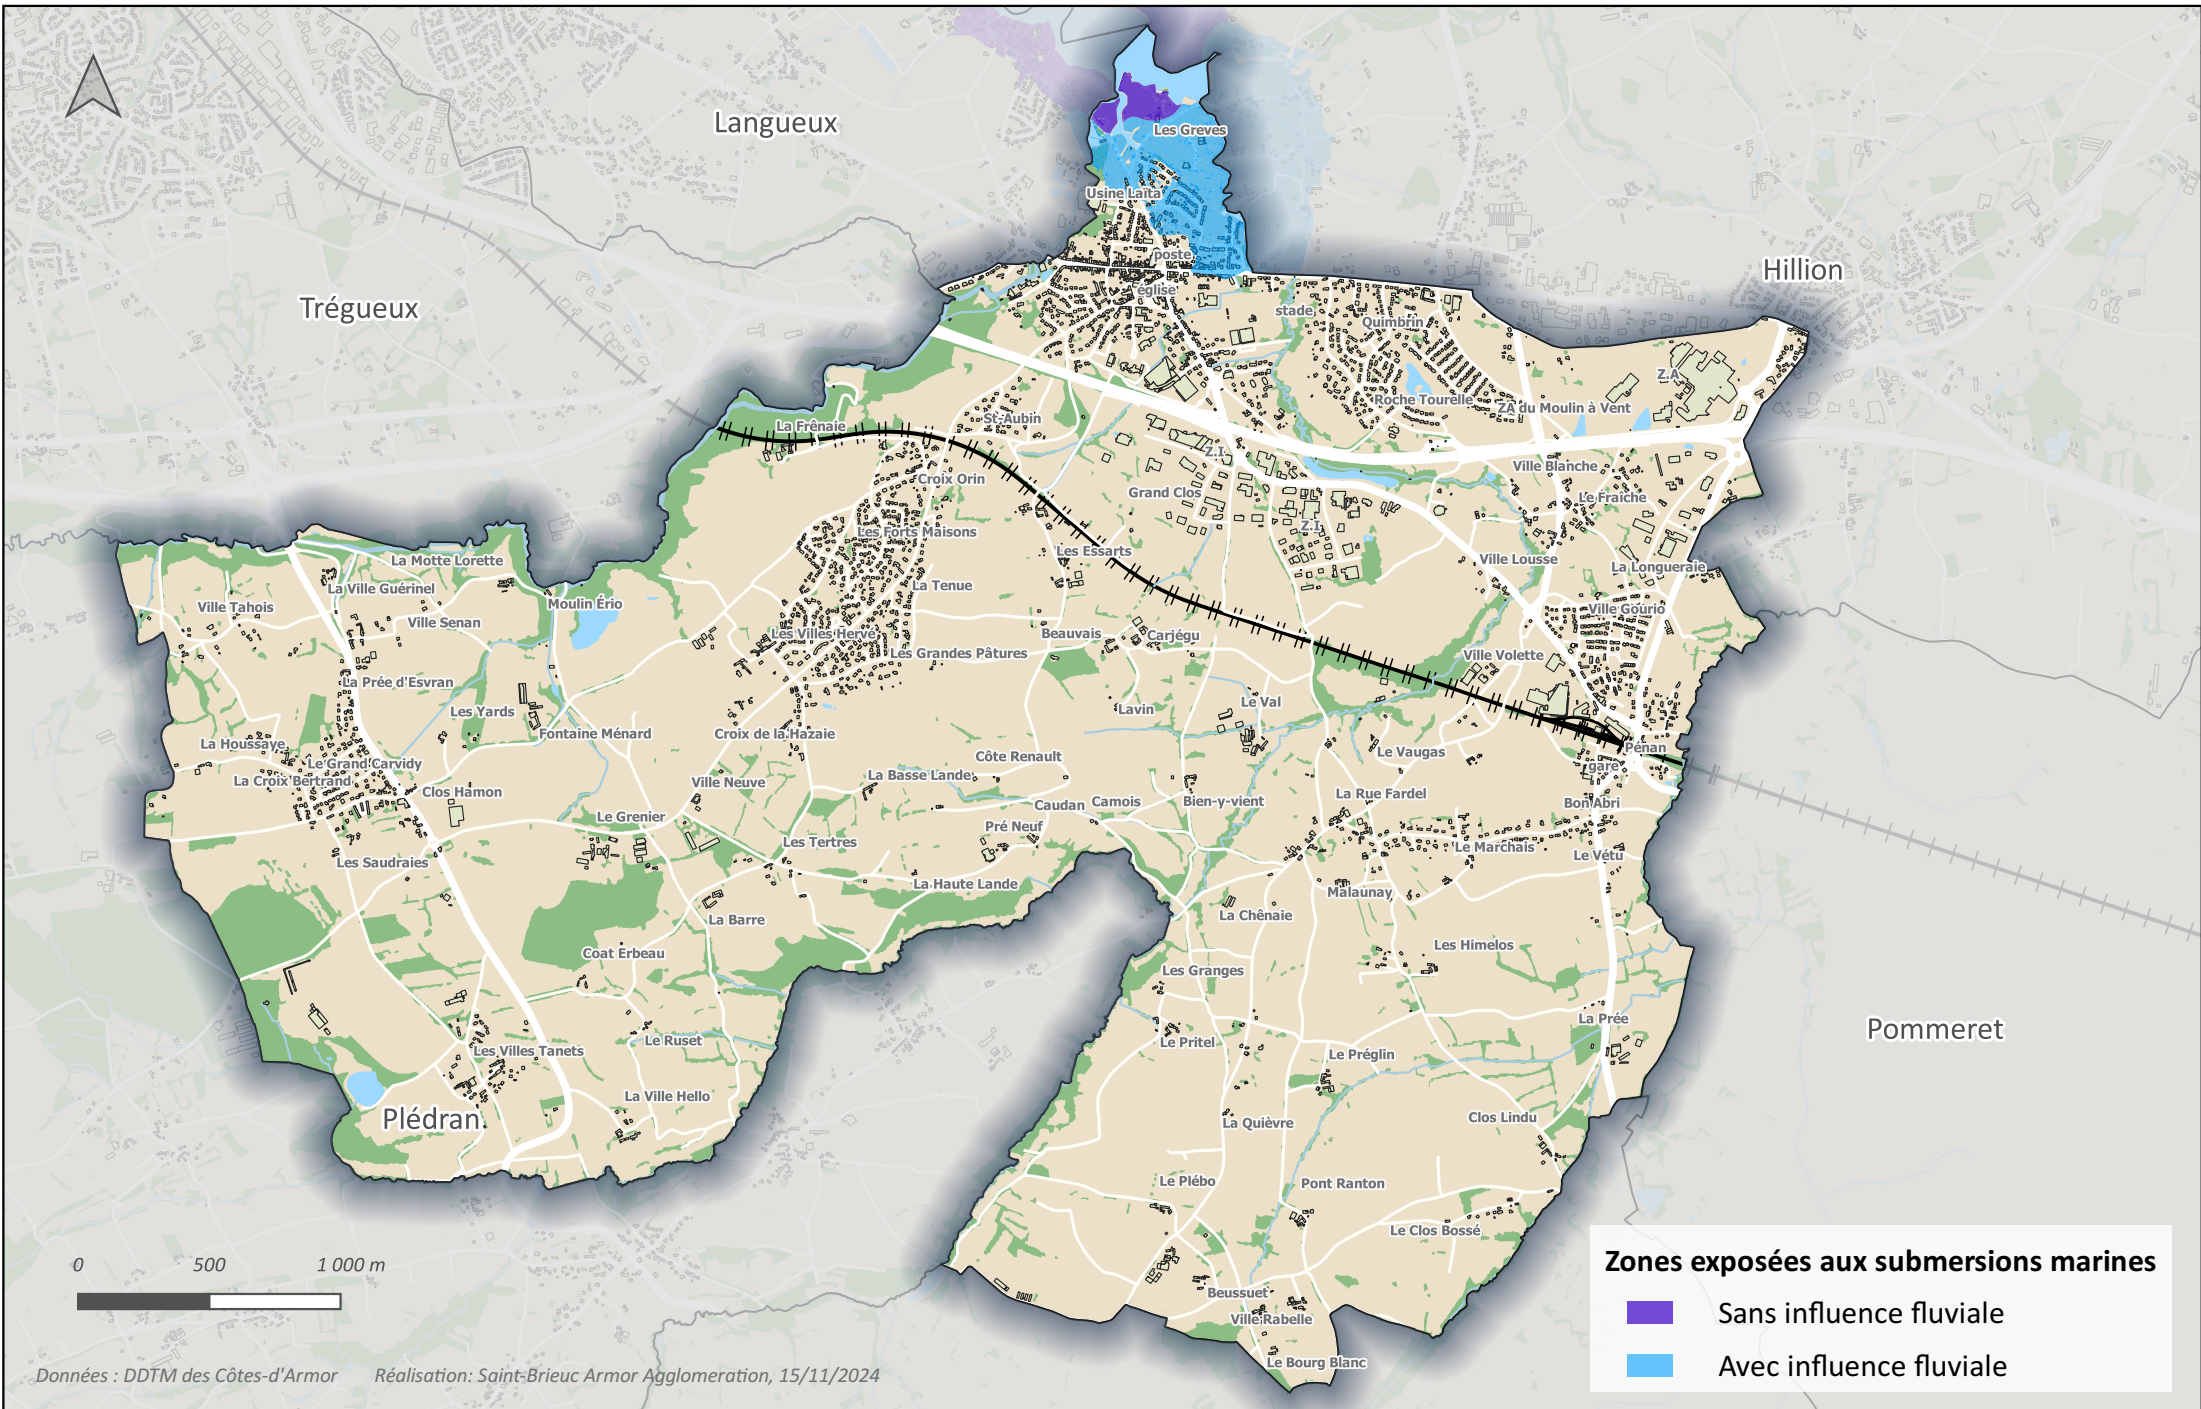 Langueux
Les Greves
Usine Laïta
poste
Hillion
église
Trégueux
stade
Quimbrin
Z.A.
Roche Tourelle
ZA du Moulin à Vent
St-Aubin
La Frênaie
Z.I.
Ville Blanche
Croix Orin
Grand Clos
Le Fraîche
Z.I.
Les Forts Maisons
Les Essarts
Ville Lousse
La Motte Lorette
La Longueraie
La Ville Guérinel
La Tenue
Ville Tahois
Moulin Ério
Ville Gourio
Ville Senan
Les Villes Hervé
Beauvais
Carjégu
Les Grandes Pâtures
Ville Volette
La Prée d'Esvran
Les Yards
Lavin
Le Val
Fontaine Ménard
Croix de la Hazaie
La Houssaye
Le Vaugas
Pénan
Côte Renault
Le Grand Carvidy
gare
La Croix Bertrand
Ville Neuve
La Basse Lande
Clos Hamon
La Rue Fardel
Caudan
Camois
Bien-y-vient
Bon Abri
Le Grenier
Pré Neuf
Les Tertres
Le Marchais
Le Vétu
Les Saudraies
La Haute Lande
Malaunay
La Barre
La Chênaie
Coat Erbeau
Les Himelos
Les Granges
La Prée
Pommeret
Le Ruset
Le Pritel
Les Villes Tanets
Le Préglin
La Ville Hello
Plédran
La Quièvre
Clos Lindu
Le Plébo
Pont Ranton
Le Clos Bossé
0 500 1 000 m
Beussuet
Ville Rabelle
Le Bourg Blanc
Zones exposées aux submersions marines
Sans influence fluviale
Avec influence fluviale
Données : DDTM des Côtes-d'Armor Réalisation: Saint-Brieuc Armor Agglomeration, 15/11/2024